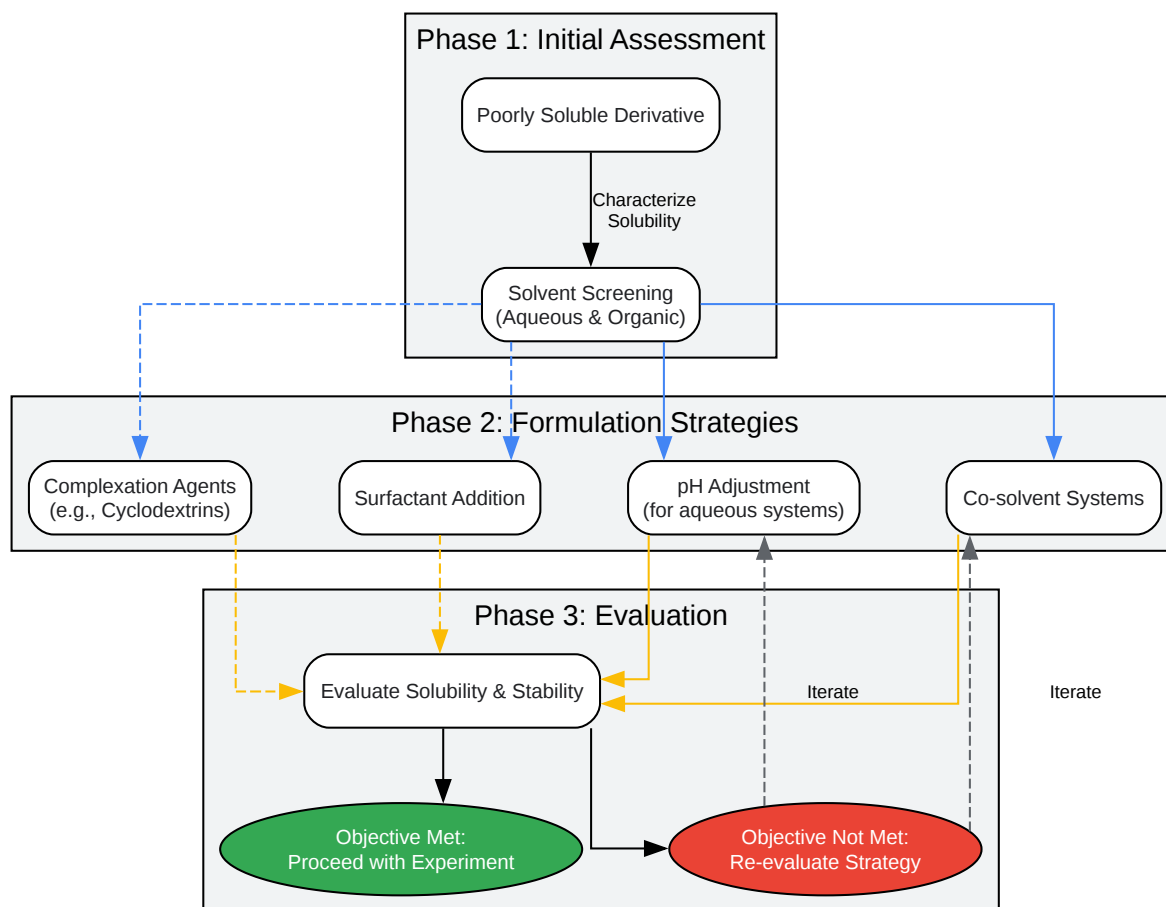 Phase 1: Initial Assessment
Poorly Soluble Derivative
Characterize
Solubility
Solvent Screening
(Aqueous & Organic)
Phase 2: Formulation Strategies
Complexation Agents
(e.g., Cyclodextrins)
Surfactant Addition
pH Adjustment
(for aqueous systems)
Co-solvent Systems
Phase 3: Evaluation
Evaluate Solubility & Stability
Iterate
Iterate
Objective Met:
Proceed with Experiment
Objective Not Met:
Re-evaluate Strategy